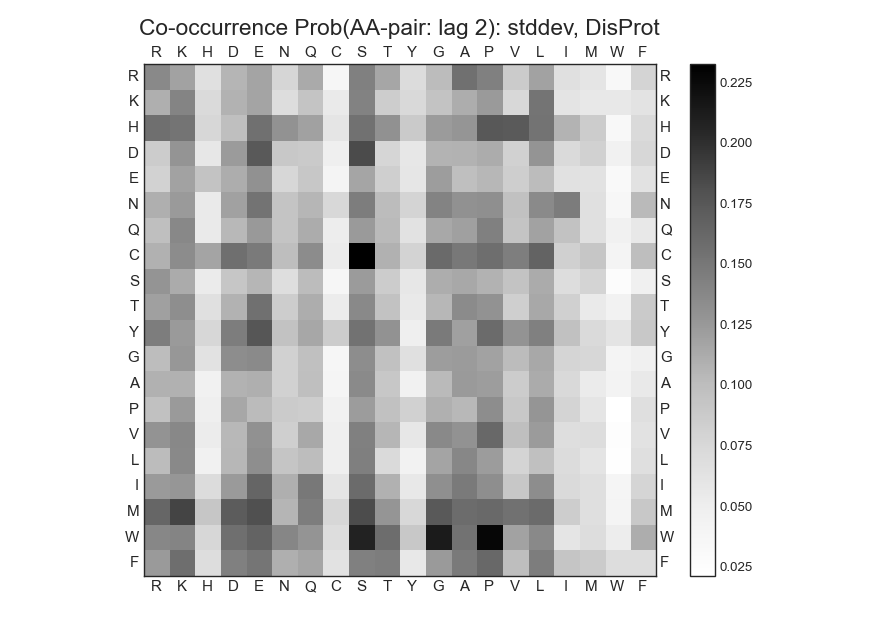 Co-occurrence Prob(AA-pair: lag 2): stddev, DisProt
R K H D E N Q C S T Y G A P V L I M W F
R R
K K
H H
D D
E E
N N
Q Q
C C
S S
T T
Y Y
G G
A A
P P
V V
L L
I I
M M
W W
F F
R K H D E N Q C S T Y G A P V L I M W F
0.225
0.200
0.175
0.150
0.125
0.100
0.075
0.050
0.025